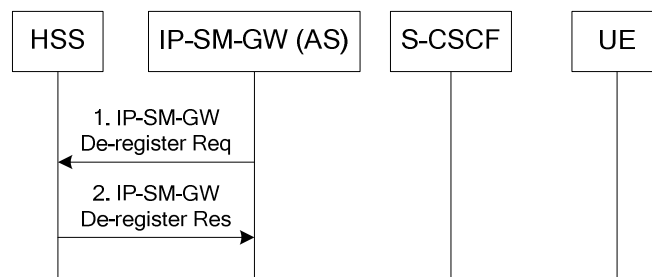 HSS
IP-SM-GW (AS)
S-CSCF
UE
1. IP-SM-GW
De-register Req
2. IP-SM-GW
De-register Res